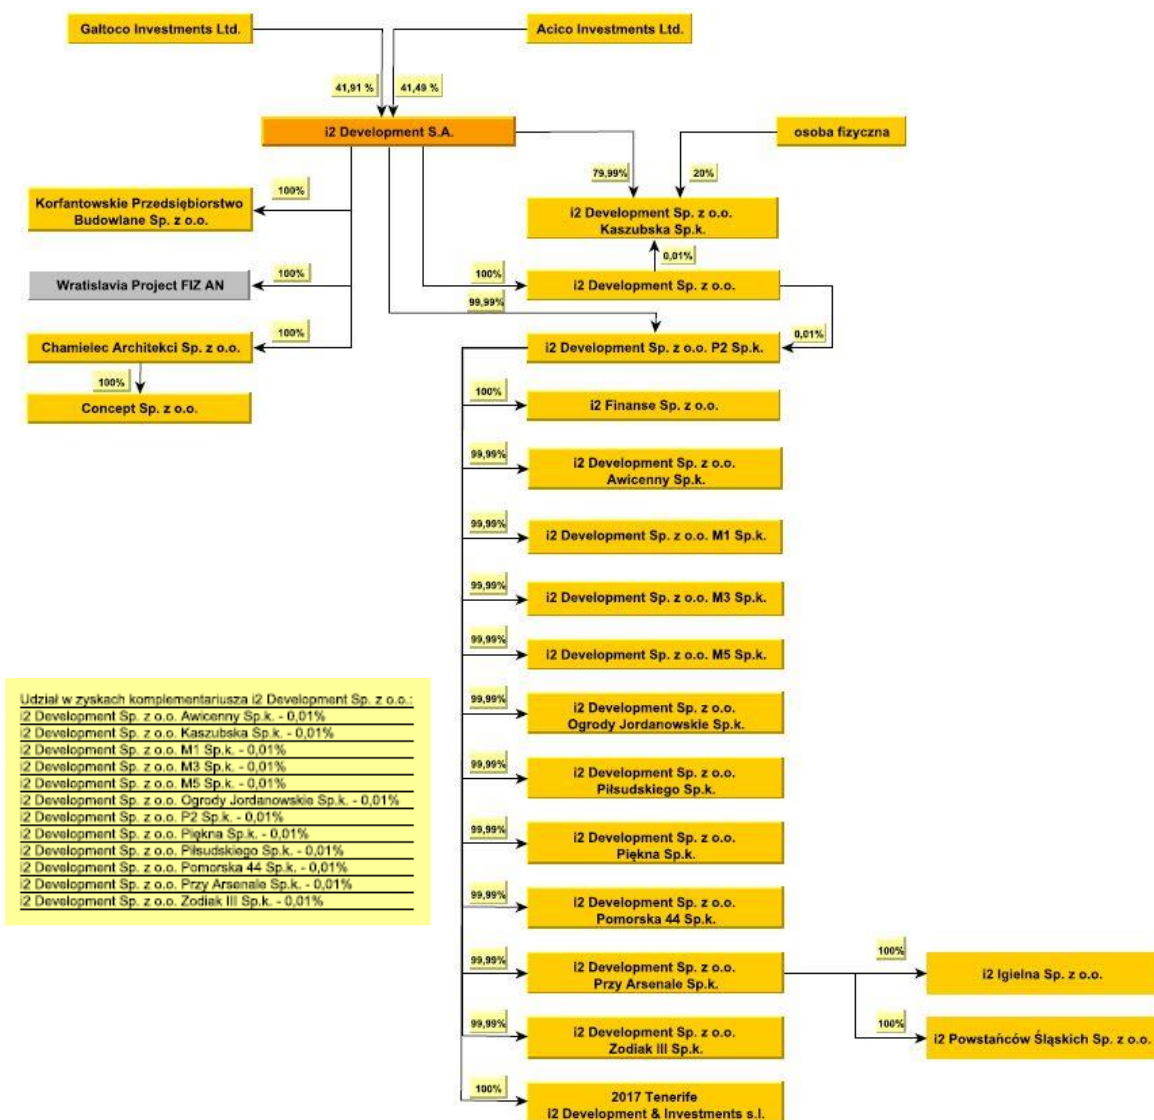 Galtoco Investments Ltd.
Acico Investments Ltd.
41,91 %
41,49 %
i2 Development S.A.
osoba fizyczna
79,99%
20%
100%
Korfantowskie Przedsiębiorstwo
Budowlane Sp. z o.o.
i2 Development Sp. z o.o.
Kaszubska Sp.k.
0,01%
100%
Wratislavia Project FIZ AN
100%
i2 Development Sp. z o.o.
99,99%
100%
Chamielec Architekci Sp. z o.o.
0,01%
i2 Development Sp. z o.o. P2 Sp.k.
100%
Concept Sp. z o.o.
100%
i2 Finanse Sp. z o.o.
99,99%
i2 Development Sp. z o.o.
Awicenny Sp.k.
99,99%
i2 Development Sp. z o.o. M1 Sp.k.
99,99%
i2 Development Sp. z o.o. M3 Sp.k.
99,99%
i2 Development Sp. z o.o. M5 Sp.k.
99,99%
i2 Development Sp. z o.o.
Ogrody Jordanowskie Sp.k.
99,99%
i2 Development Sp. z o.o.
Piłsudskiego Sp.k.
99,99%
i2 Development Sp. z o.o.
Piękna Sp.k.
99,99%
i2 Development Sp. z o.o.
Pomorska 44 Sp.k.
99,99%
i2 Development Sp. z o.o.
Przy Arsenale Sp.k.
100%
i2 Igielna Sp. z o.o.
100%
i2 Powstańców Śląskich Sp. z o.o.
99,99%
i2 Development Sp. z o.o.
Zodiak III Sp.k.
100%
2017 Tenerife
i2 Development & Investments s.l.
Udział w zyskach komplementariusza i2 Development Sp. z o.o.:
i2 Development Sp. z o.o. Awicenny Sp.k. - 0,01%
i2 Development Sp. z o.o. Kaszubska Sp.k. - 0,01%
i2 Development Sp. z o.o. M1 Sp.k. - 0,01%
i2 Development Sp. z o.o. M3 Sp.k. - 0,01%
i2 Development Sp. z o.o. M5 Sp.k. - 0,01%
i2 Development Sp. z o.o. Ogrody Jordanowskie Sp.k. - 0,01%
i2 Development Sp. z o.o. P2 Sp.k. - 0,01%
i2 Development Sp. z o.o. Piękna Sp.k. - 0,01%
i2 Development Sp. z o.o. Piłsudskiego Sp.k. - 0,01%
i2 Development Sp. z o.o. Pomorska 44 Sp.k. - 0,01%
i2 Development Sp. z o.o. Przy Arsenale Sp.k. - 0,01%
i2 Development Sp. z o.o. Zodiak III Sp.k. - 0,01%